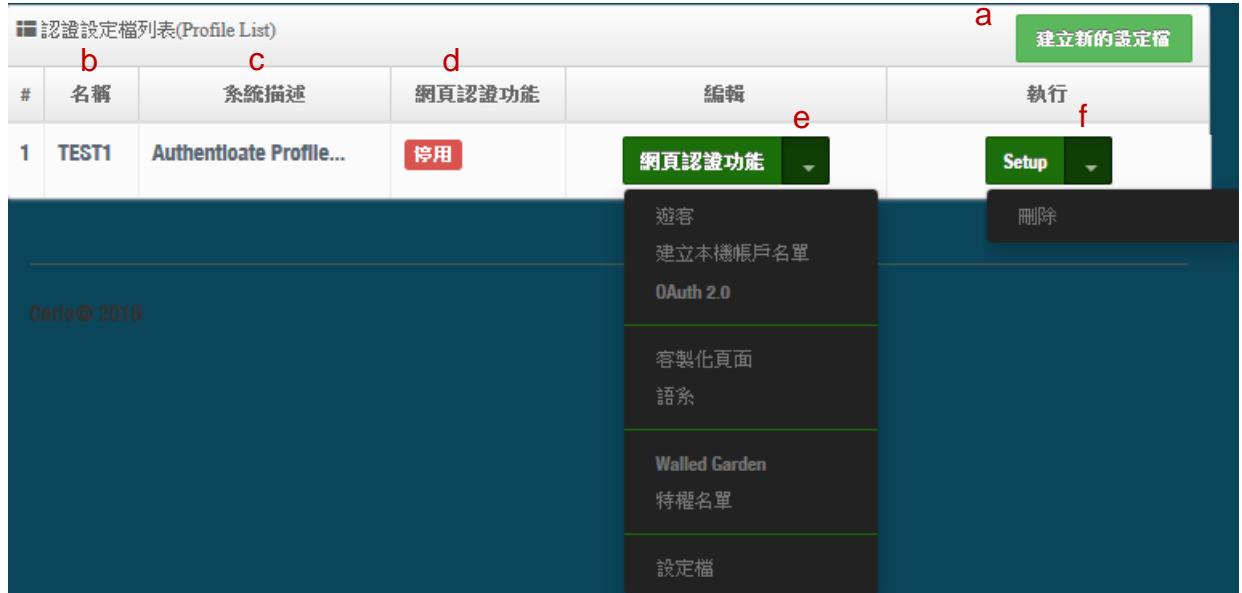 認證設定檔列表(Profile List)
a
建立新的設定檔
b
c
d
# 名稱 系統描述 網頁認證功能 編輯 執行
e
f
1 TEST1 Authentioate Profile... 停用 網頁認證功能 Setup
遊客
刪除
建立本機帳戶名單
OAuth 2.0
Cerio© 2016
客製化頁面
語系
Walled Garden
特權名單
設定檔